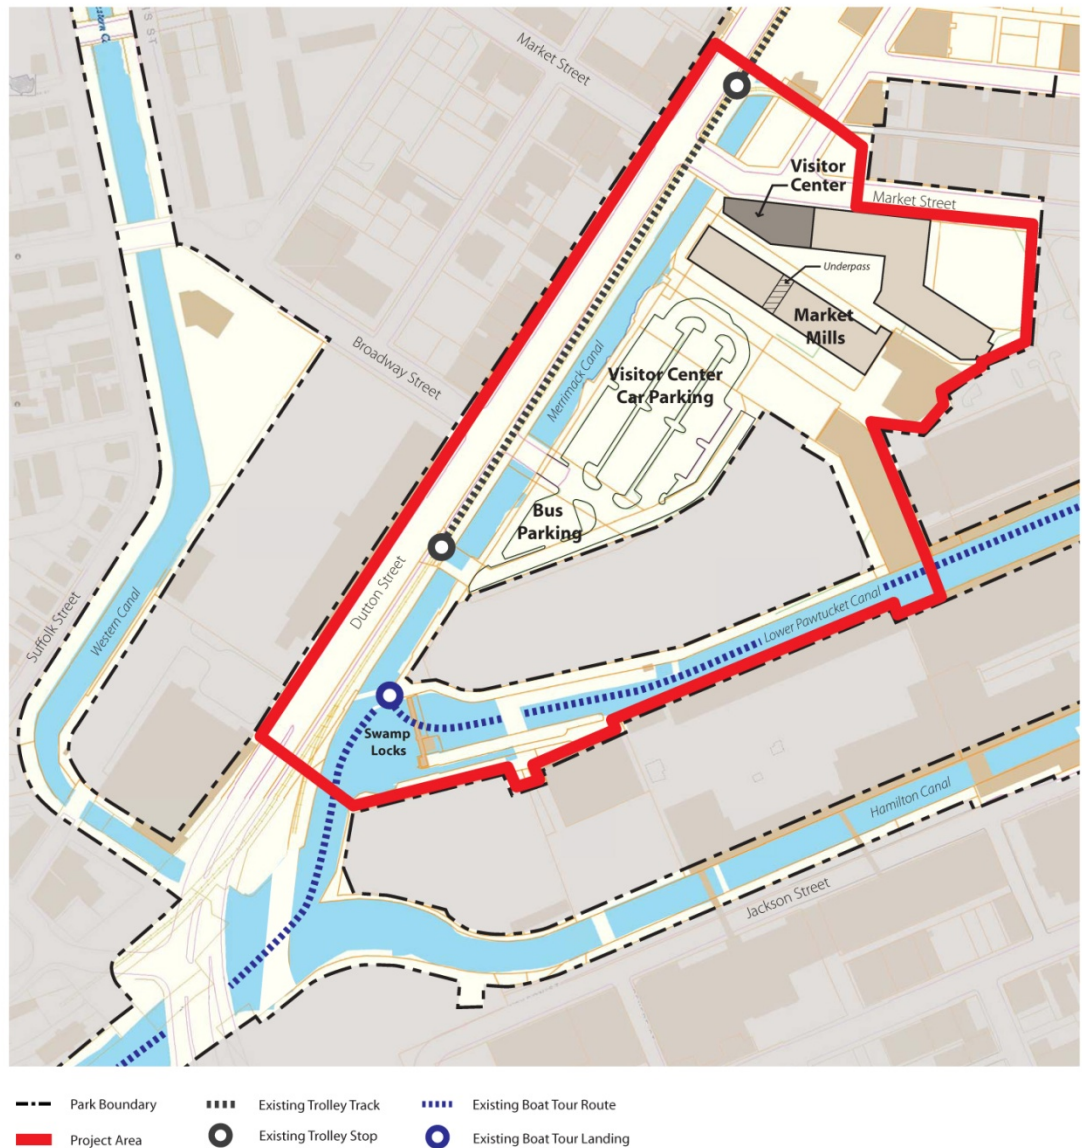 Market Street
Visitor
Center
Market Street
Underpass
Market
Mills
Broadway Street
Merrimack Canal
Visitor Center
Car Parking
Bus
Parking
Dutton Street
Suffolk Street
Western Canal
Lower Pawtucket Canal
Swamp
Locks
Hamilton Canal
Jackson Street
Park Boundary
Existing Trolley Track
Existing Boat Tour Route
Project Area
Existing Trolley Stop
Existing Boat Tour Landing